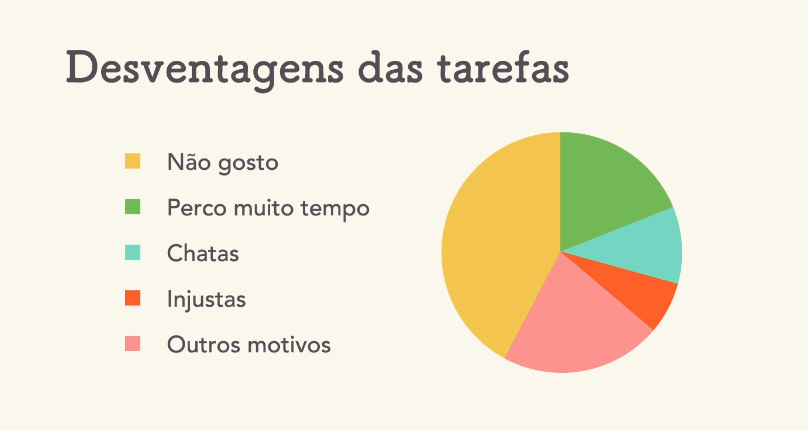 Desventagens das tarefas
Não gosto
Perco muito tempo
Chatas
Injustas
Outros motivos